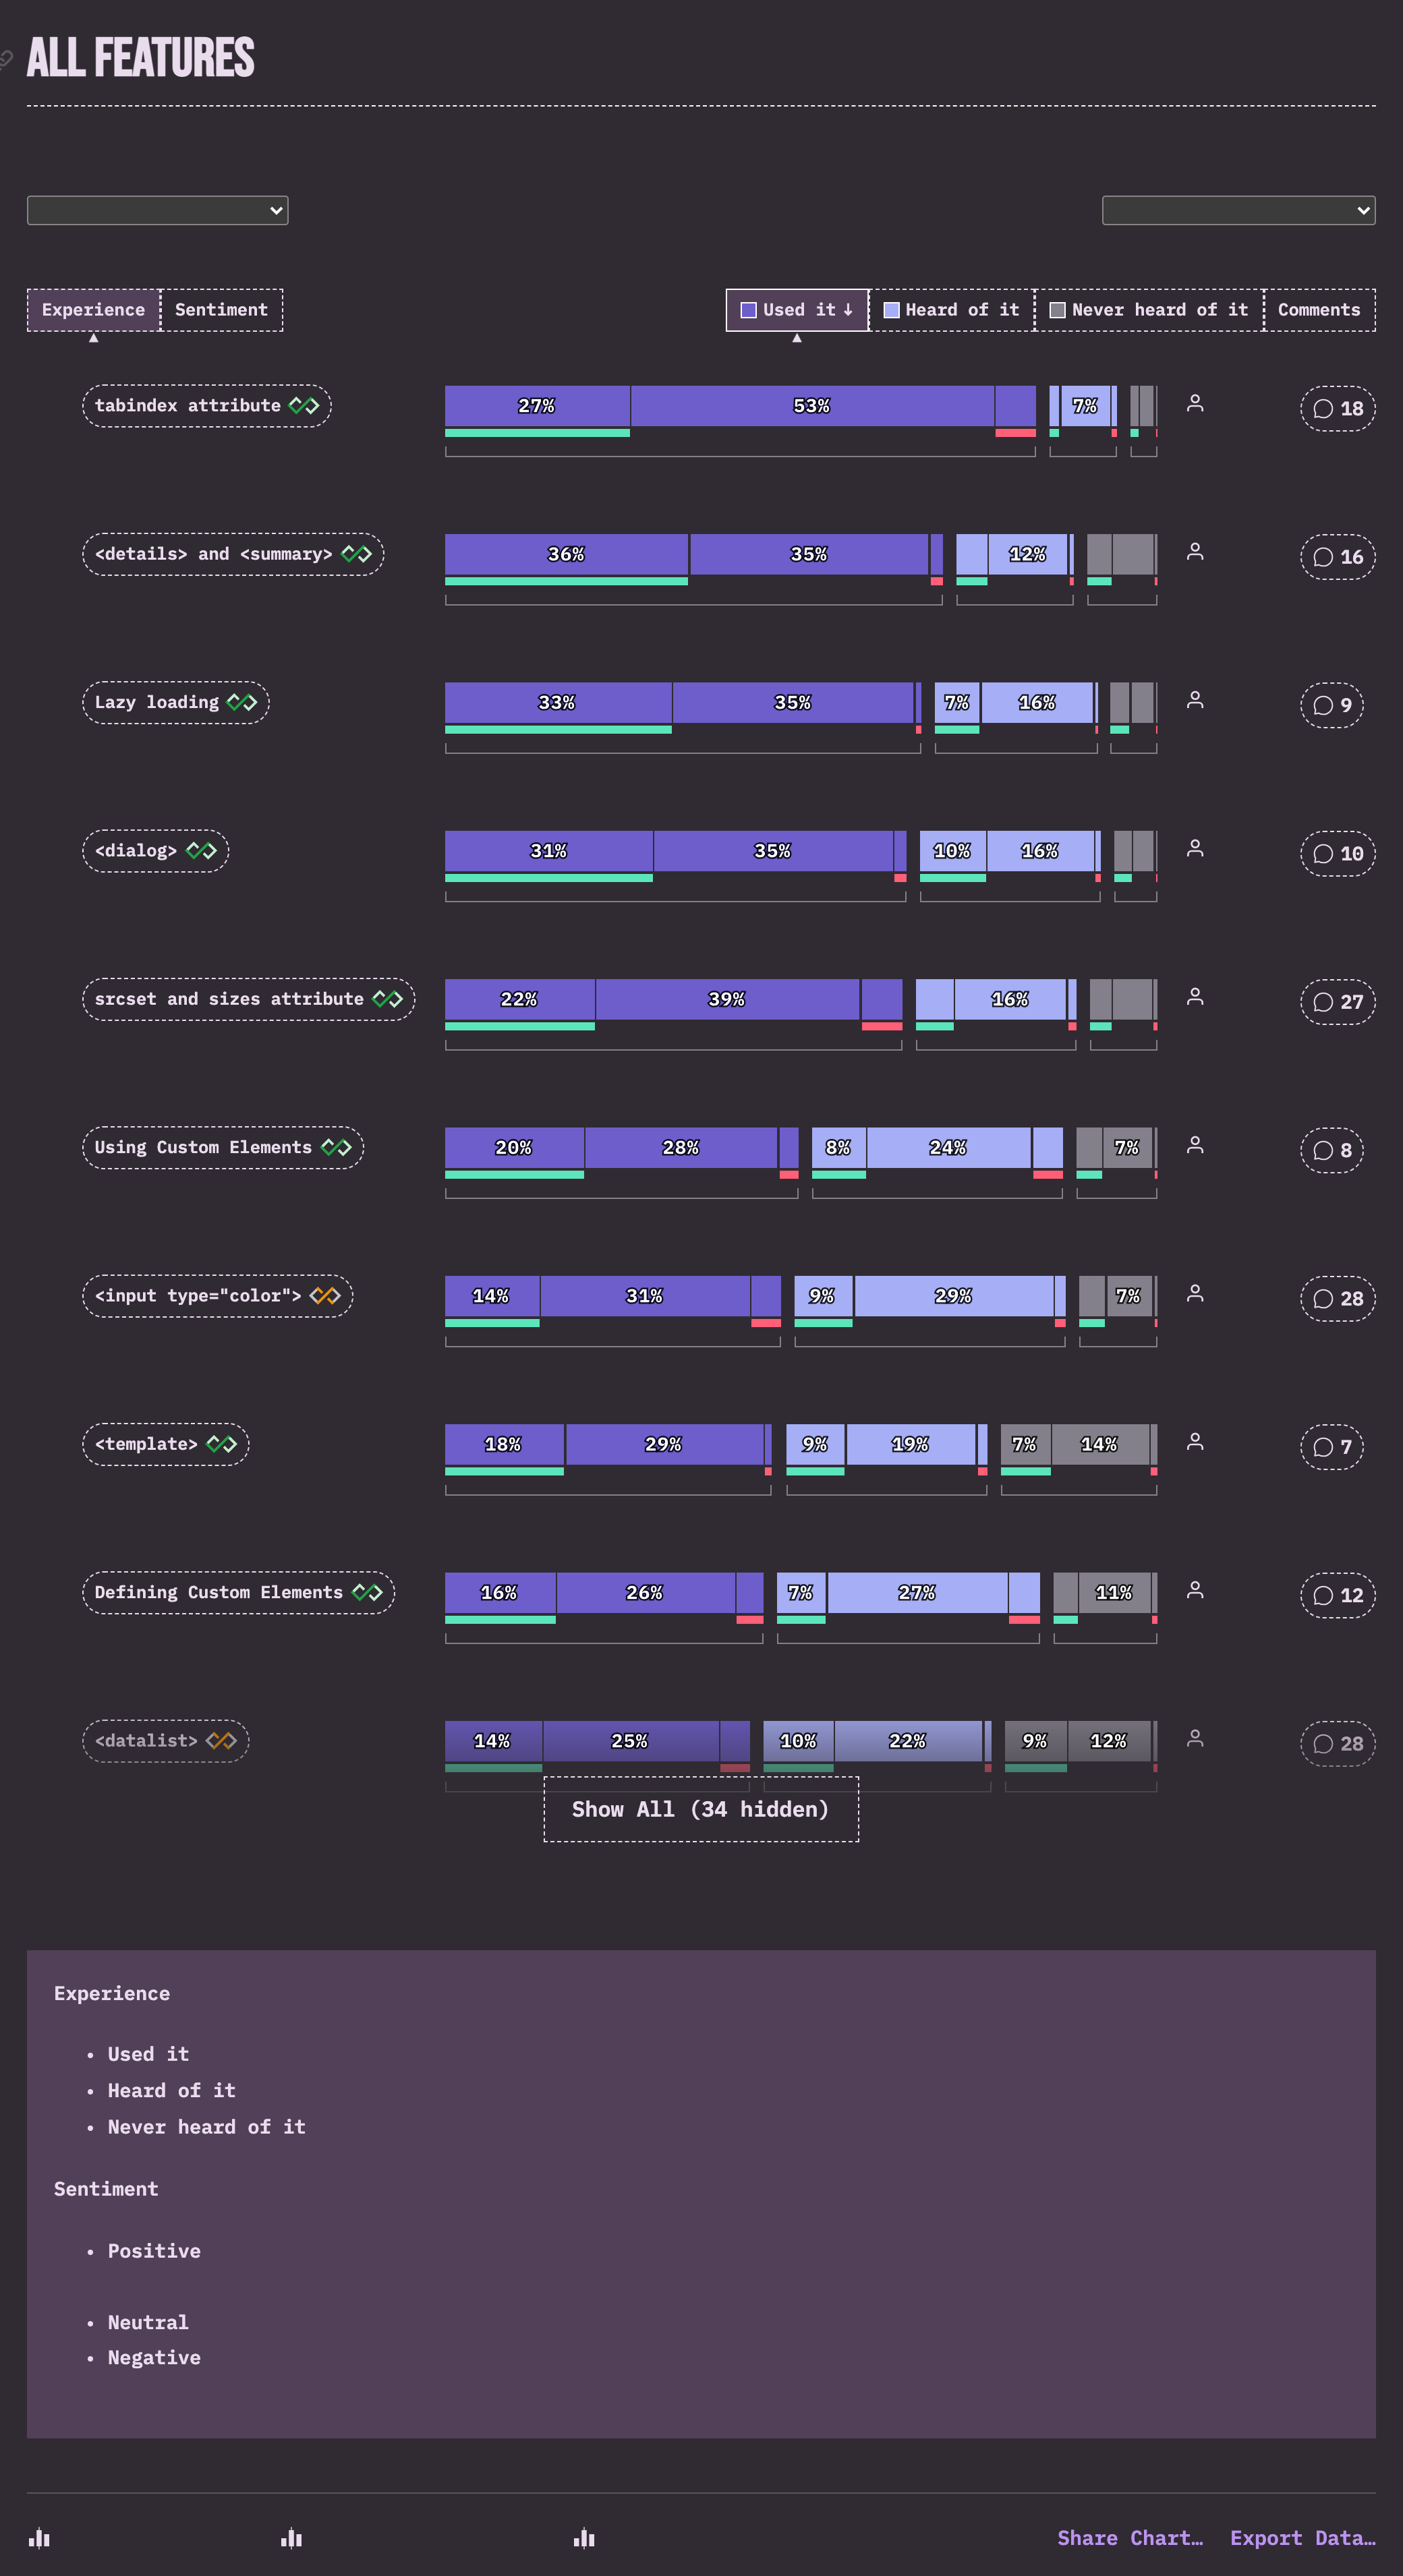 ALL FEATURES
Experience Sentiment Used it ↓ Heard of it Never heard of it Comments
tabindex attribute 27% 53% 7% 18
<details> and <summary> 36% 35% 12% 16
Lazy loading 33% 35% 7% 16% 9
<dialog> 31% 35% 10% 16% 10
srcset and sizes attribute 22% 39% 16% 27
Using Custom Elements 20% 28% 8% 24% 7% 8
<input type="color"> 14% 31% 9% 29% 7% 28
<template> 18% 29% 9% 19% 7% 14% 7
Defining Custom Elements 16% 26% 7% 27% 11% 12
<datalist> 14% 25% 10% 22% 9% 12% 28
Show All (34 hidden)
Experience
• Used it
• Heard of it
• Never heard of it
Sentiment
• Positive
• Neutral
• Negative
Share Chart… Export Data…